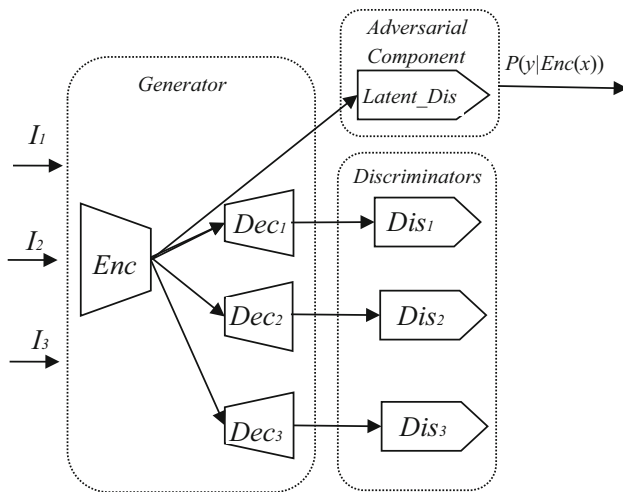 Adversarial
Component
Latent_Dis
P(y|Enc(x))
Generator
I1
I2
I3
Enc
Dec1
Dec2
Dec3
Discriminators
Dis1
Dis2
Dis3